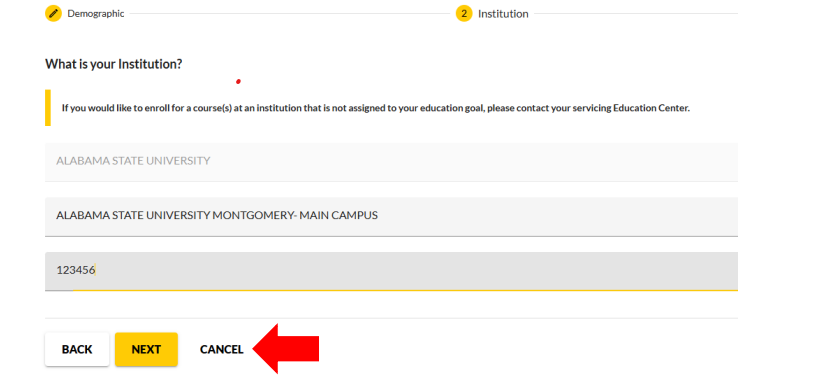 Demographic
2 Institution
What is your Institution?
If you would like to enroll for a course(s) at an institution that is not assigned to your education goal, please contact your servicing Education Center.
ALABAMA STATE UNIVERSITY
ALABAMA STATE UNIVERSITY MONTGOMERY- MAIN CAMPUS
123456
BACK NEXT CANCEL